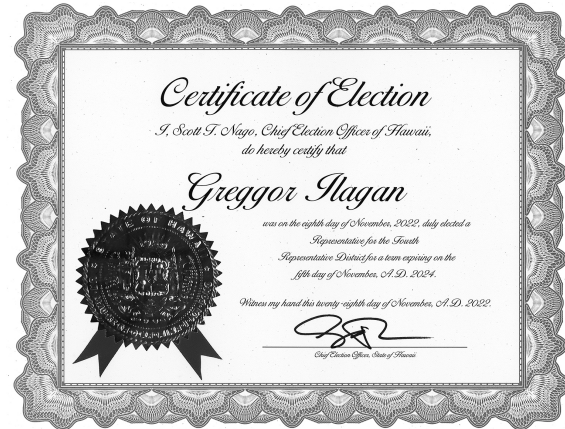 Certificate of Election
I, Scott T. Nago, Chief Election Officer of Hawaii,
do hereby certify that
Greggor Ilagan
was on the eighth day of November, 2022, duly elected a
Representative for the Fourth
Representative District for a term expiring on the
fifth day of November, A.D. 2024.
Witness my hand this twenty-eighth day of November, A.D. 2022.
Chief Election Officer, State of Hawaii